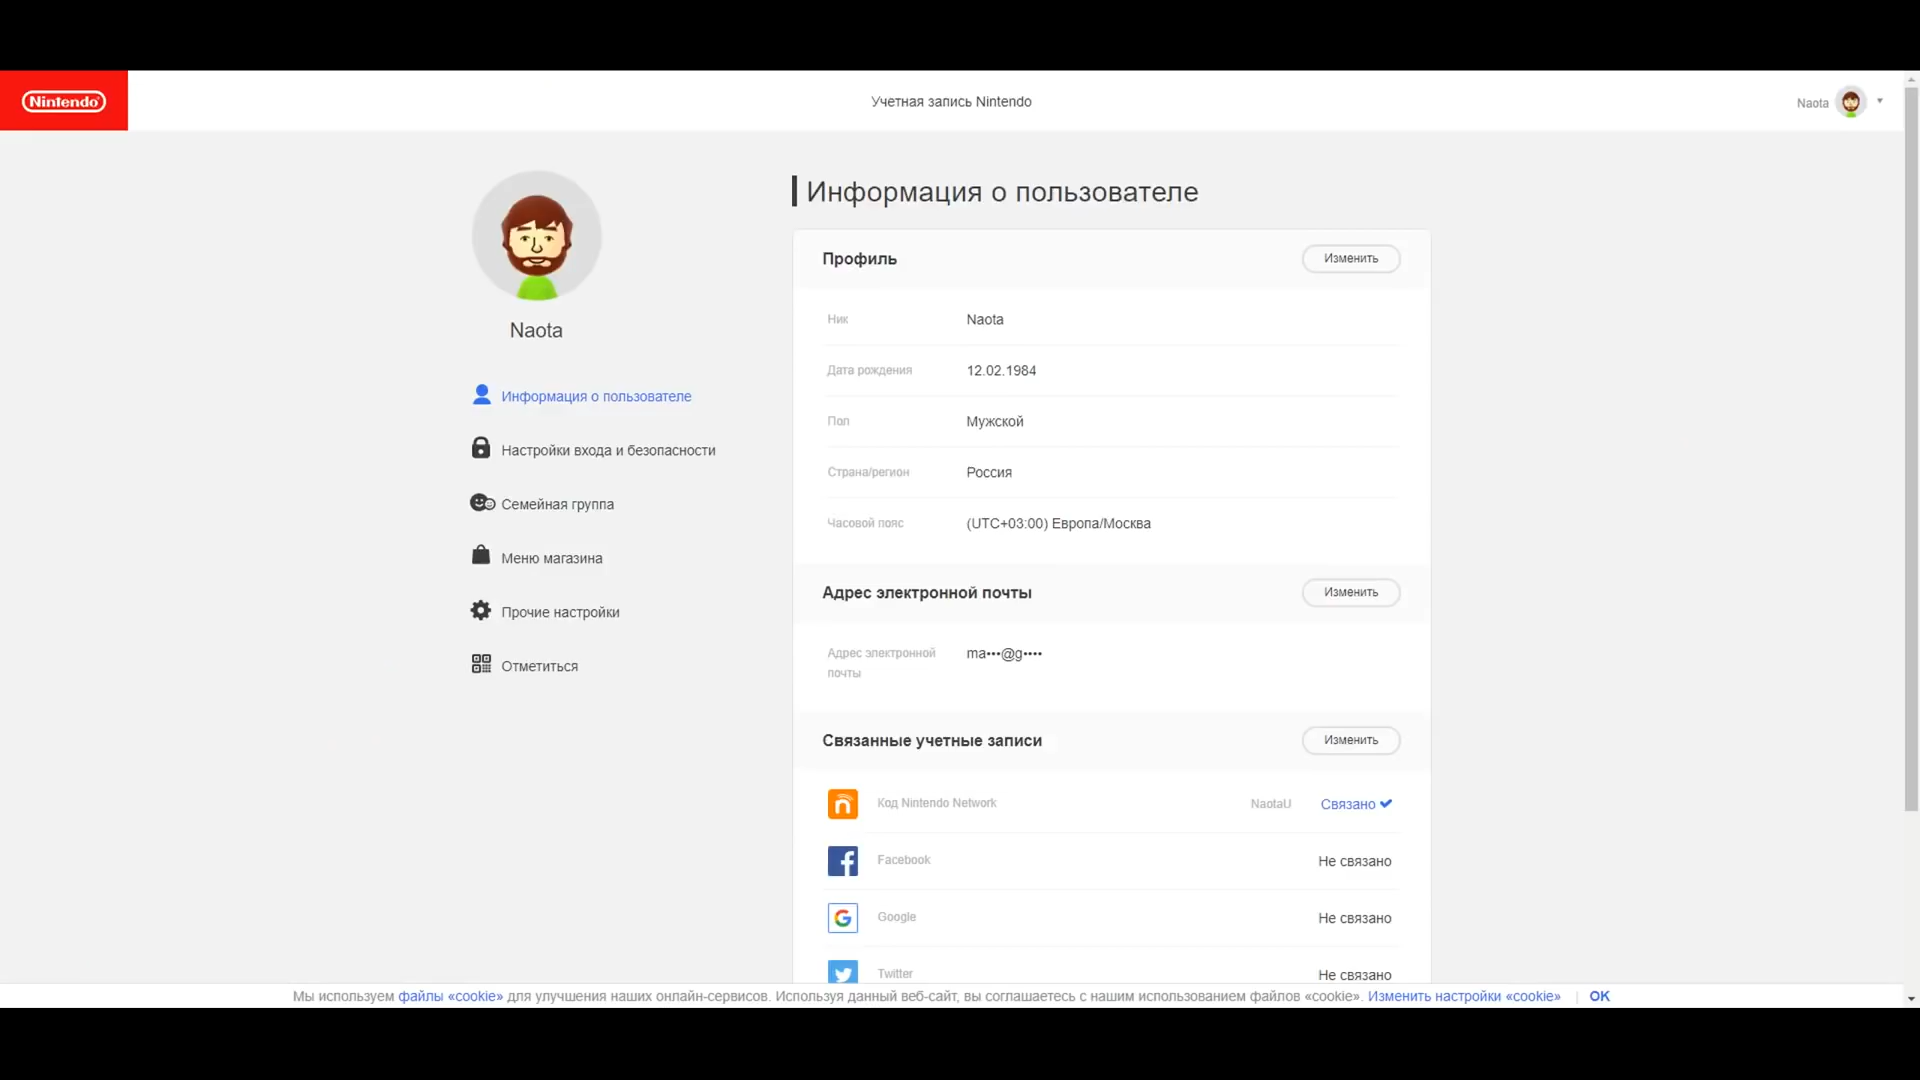 Nintendo
Учетная запись Nintendo
Naota
Naota
Информация о пользователе
Настройки входа и безопасности
Семейная группа
Меню магазина
Прочие настройки
Отметиться
Информация о пользователе
Профиль
Изменить
Ник Naota
Дата рождения 12.02.1984
Пол Мужской
Страна/регион Россия
Часовой пояс (UTC+03:00) Европа/Москва
Адрес электронной почты
Изменить
Адрес электронной ma•••@g••••
почты
Связанные учетные записи
Изменить
Код Nintendo Network NaotaU Связано
Facebook Не связано
Google Не связано
Twitter Не связано
Мы используем файлы «cookie» для улучшения наших онлайн-сервисов. Используя данный веб-сайт, вы соглашаетесь с нашим использованием файлов «cookie». Изменить настройки «cookie» | OK